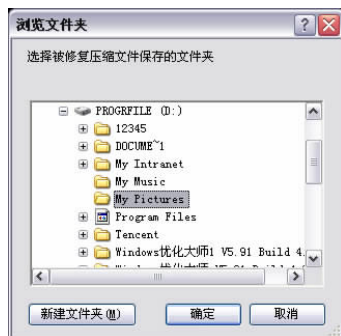 浏览文件夹
选择被修复压缩文件保存的文件夹
PROGRFILE (D:)
12345
DOCUME~1
My Intranet
My Music
My Pictures
Program Files
Tencent
Windows优化大师1 V5.91 Build 4.
新建文件夹(M)
确定
取消